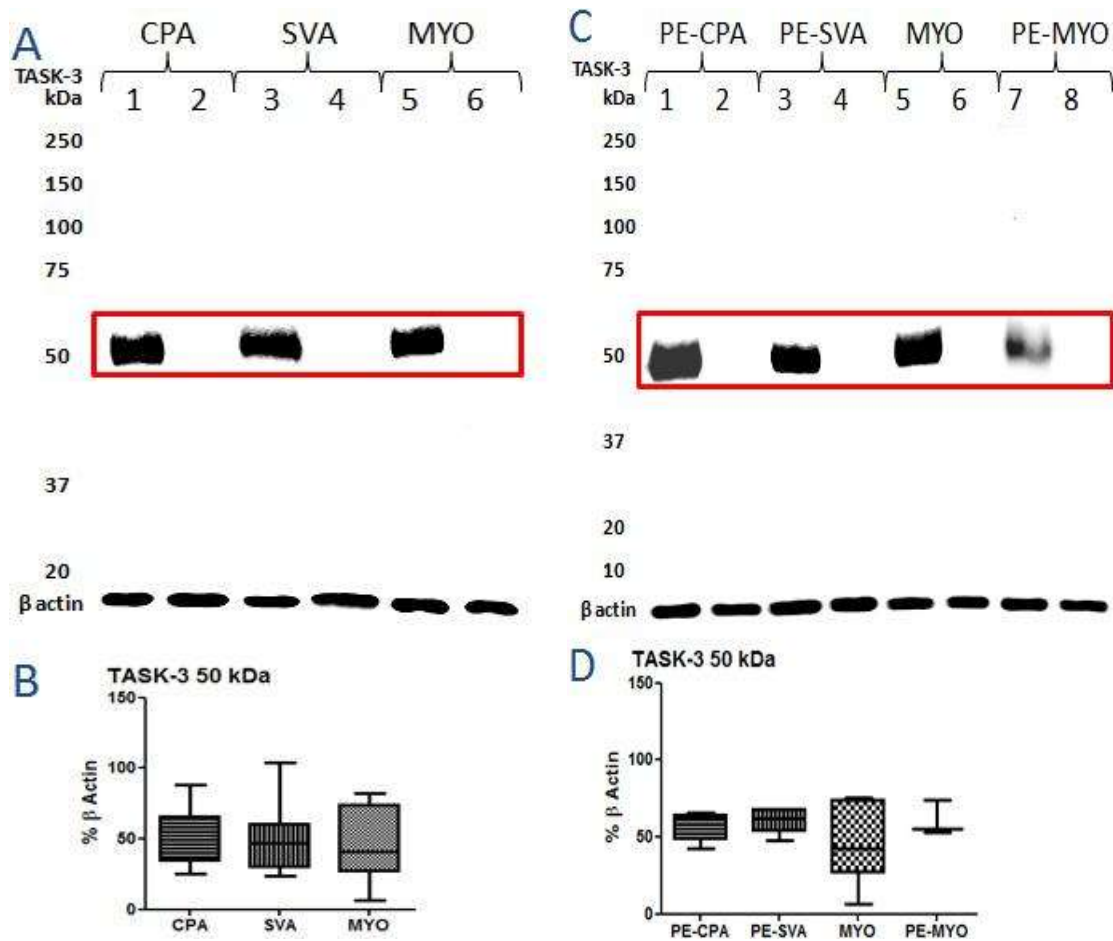 A
CPA SVA MYO
TASK-3
kDa 1 2 3 4 5 6
250
150
100
75
50
37
20
β actin
C
PE-CPA PE-SVA MYO PE-MYO
TASK-3
kDa 1 2 3 4 5 6 7 8
250
150
100
75
50
37
20
10
β actin
B
TASK-3 50 kDa
150
100
50
0
% β Actin
CPA SVA MYO
D
TASK-3 50 kDa
150
100
50
0
% β Actin
PE-CPA PE-SVA MYO PE-MYO